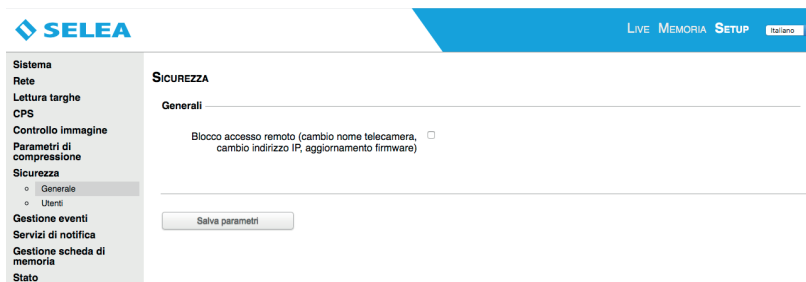 SELEA
LIVE MEMORIA SETUP Italiano
Sistema
Rete
Lettura targhe
CPS
Controllo immagine
Parametri di
compressione
Sicurezza
Generale
Utenti
Gestione eventi
Servizi di notifica
Gestione scheda di
memoria
Stato
SICUREZZA
Generali
Blocco accesso remoto (cambio nome telecamera,
cambio indirizzo IP, aggiornamento firmware)
Salva parametri